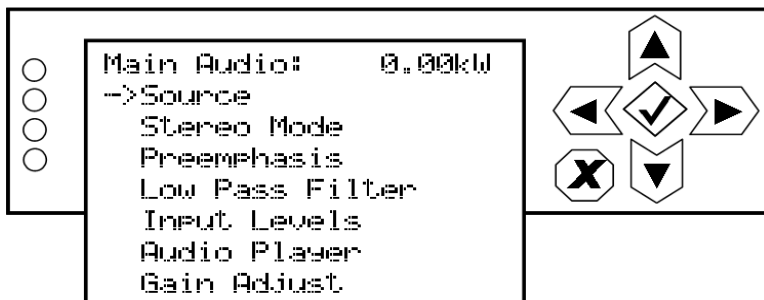 Main Audio: 0.00kW
->Source
Stereo Mode
Preemphasis
Low Pass Filter
Input Levels
Audio Player
Gain Adjust
X